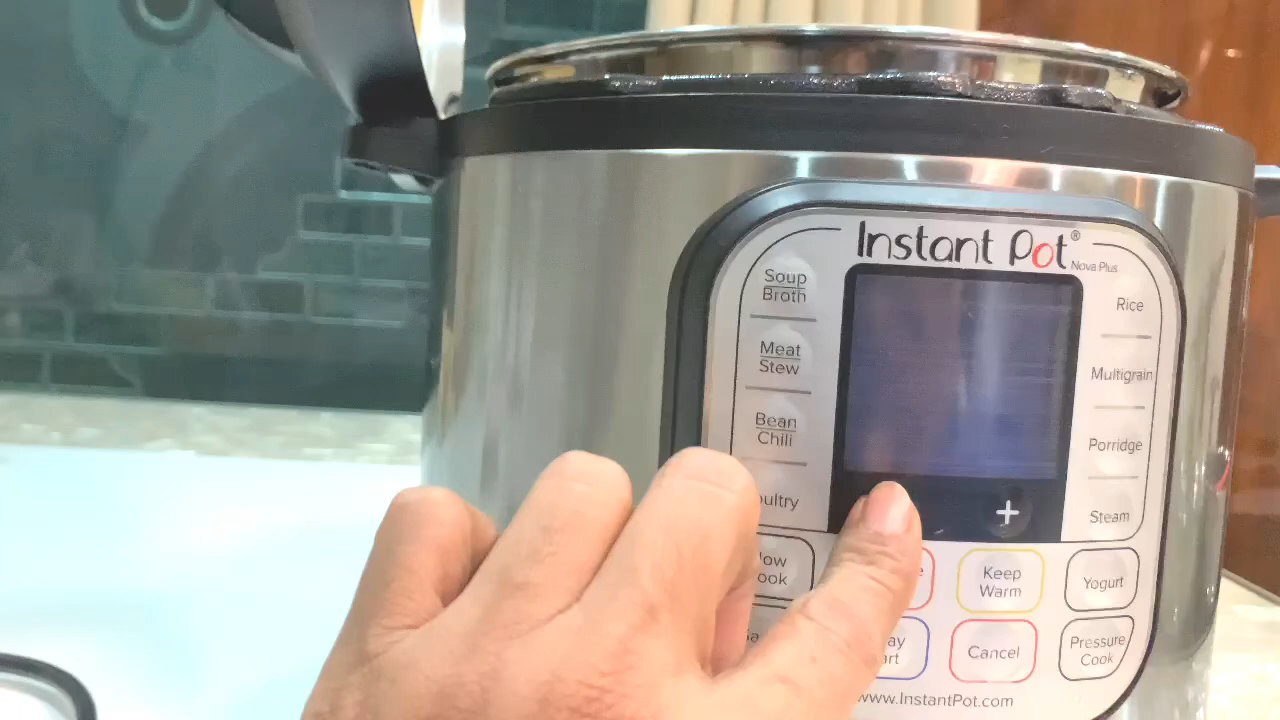 Instant Pot®
Nova Plus
Soup
Broth
Meat
Stew
Bean
Chili
Rice
Multigrain
Porridge
Steam
+
Keep
Warm
Yogurt
Cancel
Pressure
Cook
www.InstantPot.com